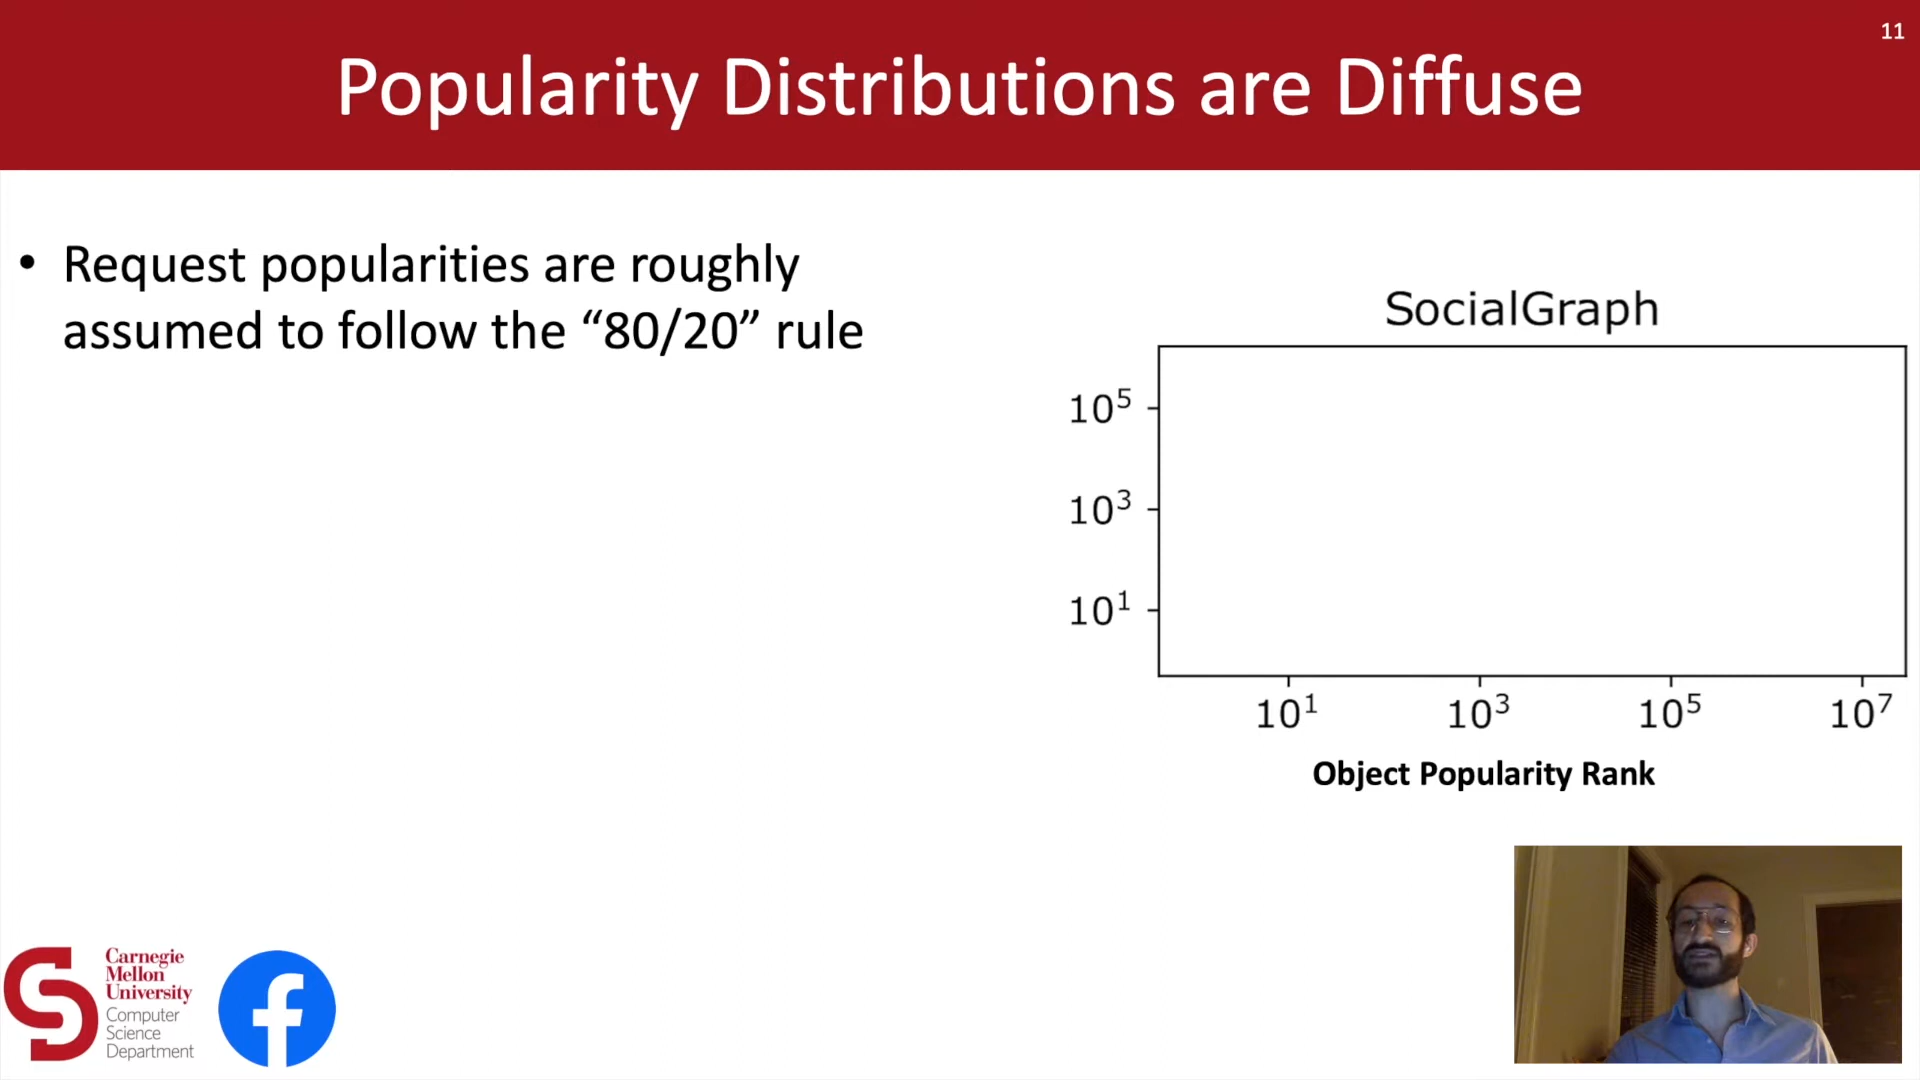 11
Popularity Distributions are Diffuse
• Request popularities are roughly
assumed to follow the “80/20” rule
SocialGraph
10⁵
10³
10¹
10¹ 10³ 10⁵ 10⁷
Object Popularity Rank
Carnegie
Mellon
University
Computer
Science
Department